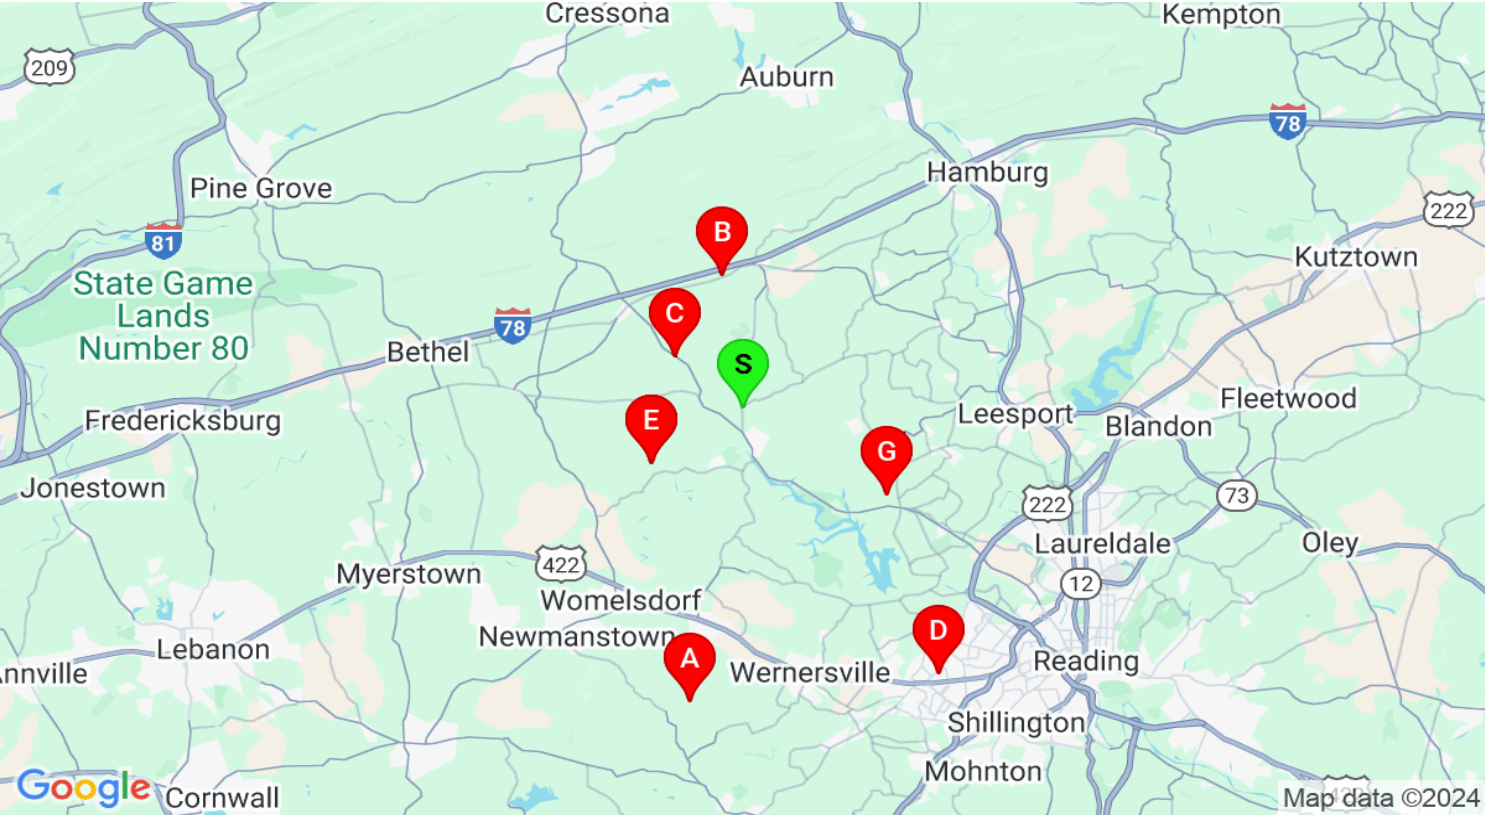 Cressona
Kempton
209
Auburn
78
Hamburg
Pine Grove
222
B
81
Kutztown
State Game
Lands
Number 80
C
78
Bethel
S
Fleetwood
E
Leesport
Fredericksburg
Blandon
G
Jonestown
73
222
Laureldale
Oley
422
Myerstown
12
Womelsdorf
D
Newmanstown
Lebanon
A
Reading
nnville
Wernersville
Shillington
Mohnton
Google
Cornwall
422
Map data ©2024